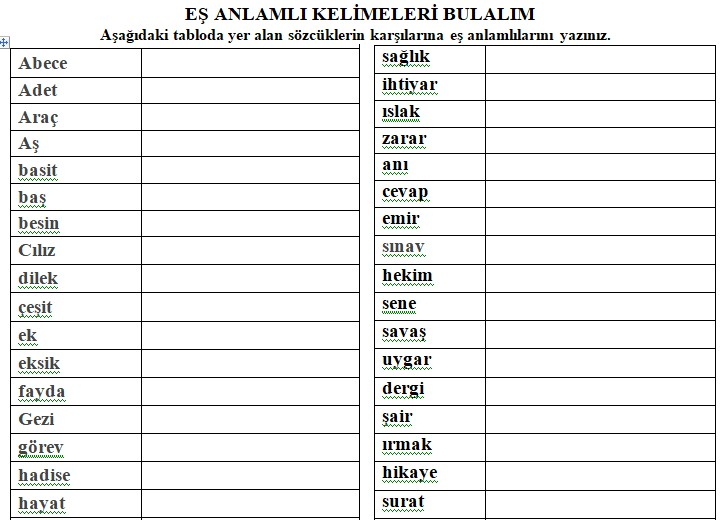 EŞ ANLAMLI KELİMELERİ BULALIM
Aşağıdaki tabloda yer alan sözcüklerin karşılarına eş anlamlılarını yazınız.
Abece
Adet
Araç
Aş
basit
baş
besin
Cılız
dilek
çeşit
ek
eksik
fayda
Gezi
görev
hadise
hayat
sağlık
ihtiyar
ıslak
zarar
anı
cevap
emir
sınav
hekim
sene
savaş
uygar
dergi
şair
ırmak
hikaye
surat